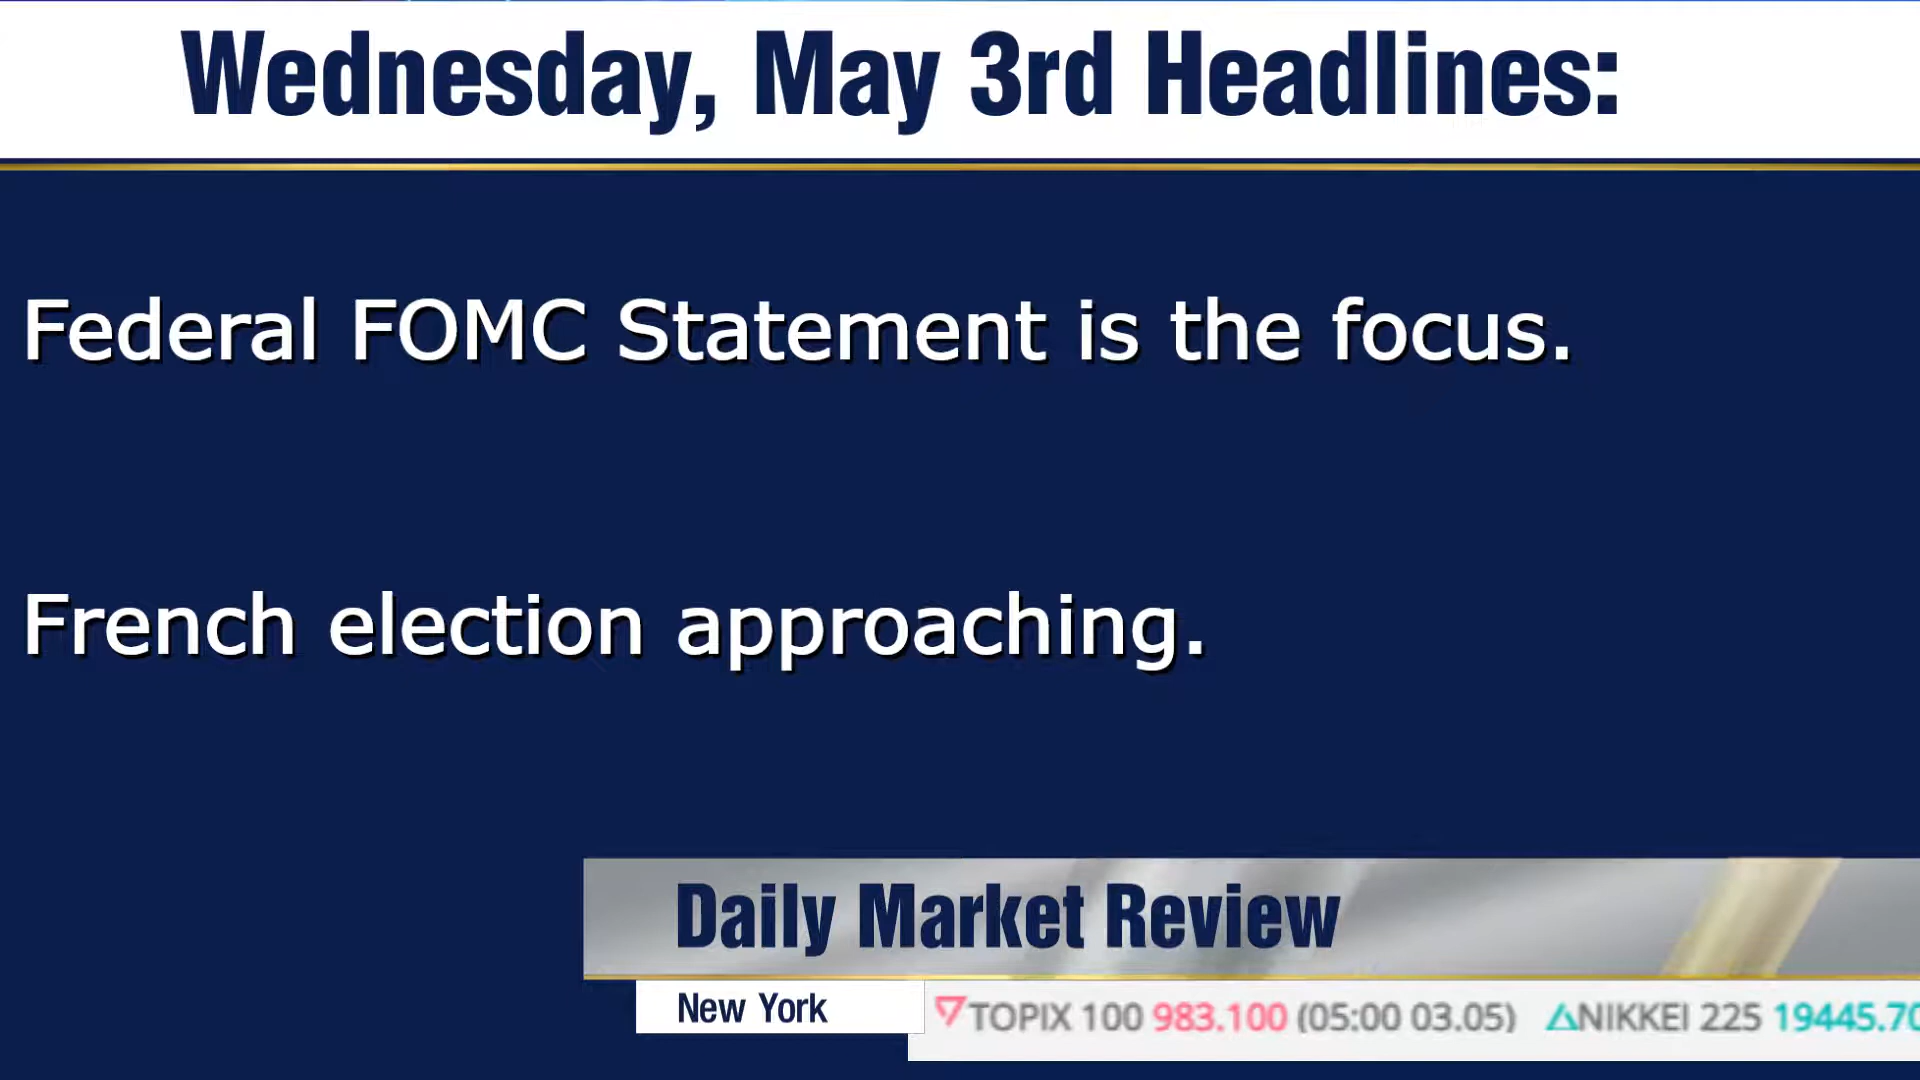 Wednesday, May 3rd Headlines:
Federal FOMC Statement is the focus.
French election approaching.
Daily Market Review
New York
▽TOPIX 100 983.100 (05:00 03.05) △NIKKEI 225 19445.70